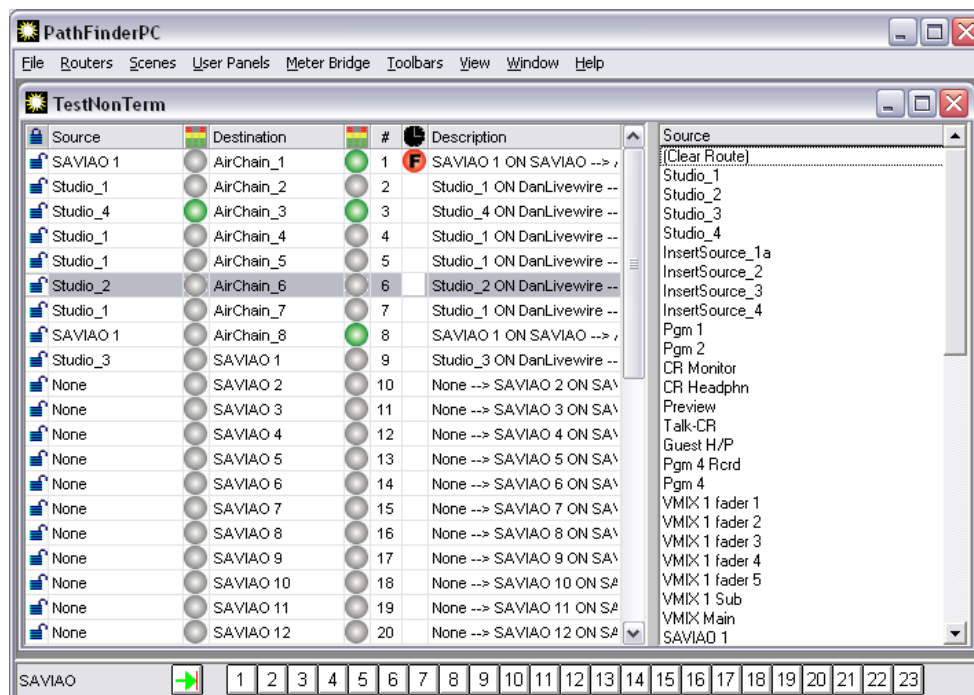 PathFinderPC
File Routers Scenes User Panels Meter Bridge Toolbars View Window Help
TestNonTerm
Source Destination # Description
SAVIAO 1 AirChain_1 1 F SAVIAO 1 ON SAVIAO -->
Studio_1 AirChain_2 2 Studio_1 ON DanLivewire --
Studio_4 AirChain_3 3 Studio_4 ON DanLivewire --
Studio_1 AirChain_4 4 Studio_1 ON DanLivewire --
Studio_1 AirChain_5 5 Studio_1 ON DanLivewire --
Studio_2 AirChain_6 6 Studio_2 ON DanLivewire --
Studio_1 AirChain_7 7 Studio_1 ON DanLivewire --
SAVIAO 1 AirChain_8 8 SAVIAO 1 ON SAVIAO -->
Studio_3 SAVIAO 1 9 Studio_3 ON DanLivewire --
None SAVIAO 2 10 None --> SAVIAO 2 ON
None SAVIAO 3 11 None --> SAVIAO 3 ON
None SAVIAO 4 12 None --> SAVIAO 4 ON
None SAVIAO 5 13 None --> SAVIAO 5 ON
None SAVIAO 6 14 None --> SAVIAO 6 ON
None SAVIAO 7 15 None --> SAVIAO 7 ON
None SAVIAO 8 16 None --> SAVIAO 8 ON
None SAVIAO 9 17 None --> SAVIAO 9 ON
None SAVIAO 10 18 None --> SAVIAO 10 ON
None SAVIAO 11 19 None --> SAVIAO 11 ON
None SAVIAO 12 20 None --> SAVIAO 12 ON
Source
(Clear Route)
Studio_1
Studio_2
Studio_3
Studio_4
InsertSource_1a
InsertSource_2
InsertSource_3
InsertSource_4
Pgm 1
Pgm 2
CR Monitor
CR Headphn
Preview
Talk-CR
Guest H/P
Pgm 4 Rcrd
Pgm 4
VMIX 1 fader 1
VMIX 1 fader 2
VMIX 1 fader 3
VMIX 1 fader 4
VMIX 1 fader 5
VMIX 1 Sub
VMIX Main
SAVIAO 1
SAVIAO 1 2 3 4 5 6 7 8 9 10 11 12 13 14 15 16 17 18 19 20 21 22 23